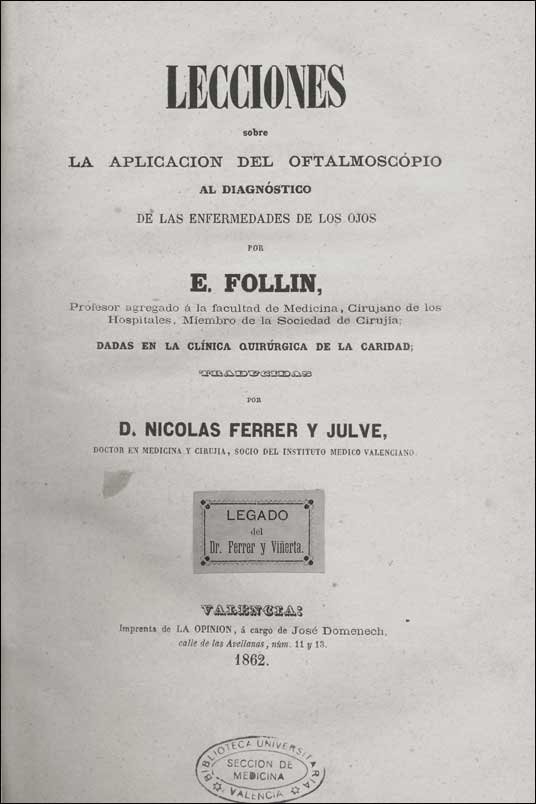 LECCIONES
sobre
LA APLICACION DEL OFTALMOSCÓPIO
AL DIAGNÓSTICO
DE LAS ENFERMEDADES DE LOS OJOS
POR
E. FOLLIN,
Profesor agregado á la facultad de Medicina, Cirujano de los
Hospitales, Miembro de la Sociedad de Cirujía;
DADAS EN LA CLÍNICA QUIRÚRGICA DE LA CARIDAD;
TRADUCIDAS
POR
D. NICOLAS FERRER Y JULVE,
DOCTOR EN MEDICINA Y CIRUJIA, SOCIO DEL INSTITUTO MEDICO VALENCIANO.
LEGADO
del
Dr. Ferrer y Viñerta.
VALENCIA:
Imprenta de LA OPINION, á cargo de José Domenech,
calle de las Avellanas, núm. 11 y 13.
1862.
BIBLIOTECA UNIVERSITARIA
SECCION DE
MEDICINA
VALENCIA